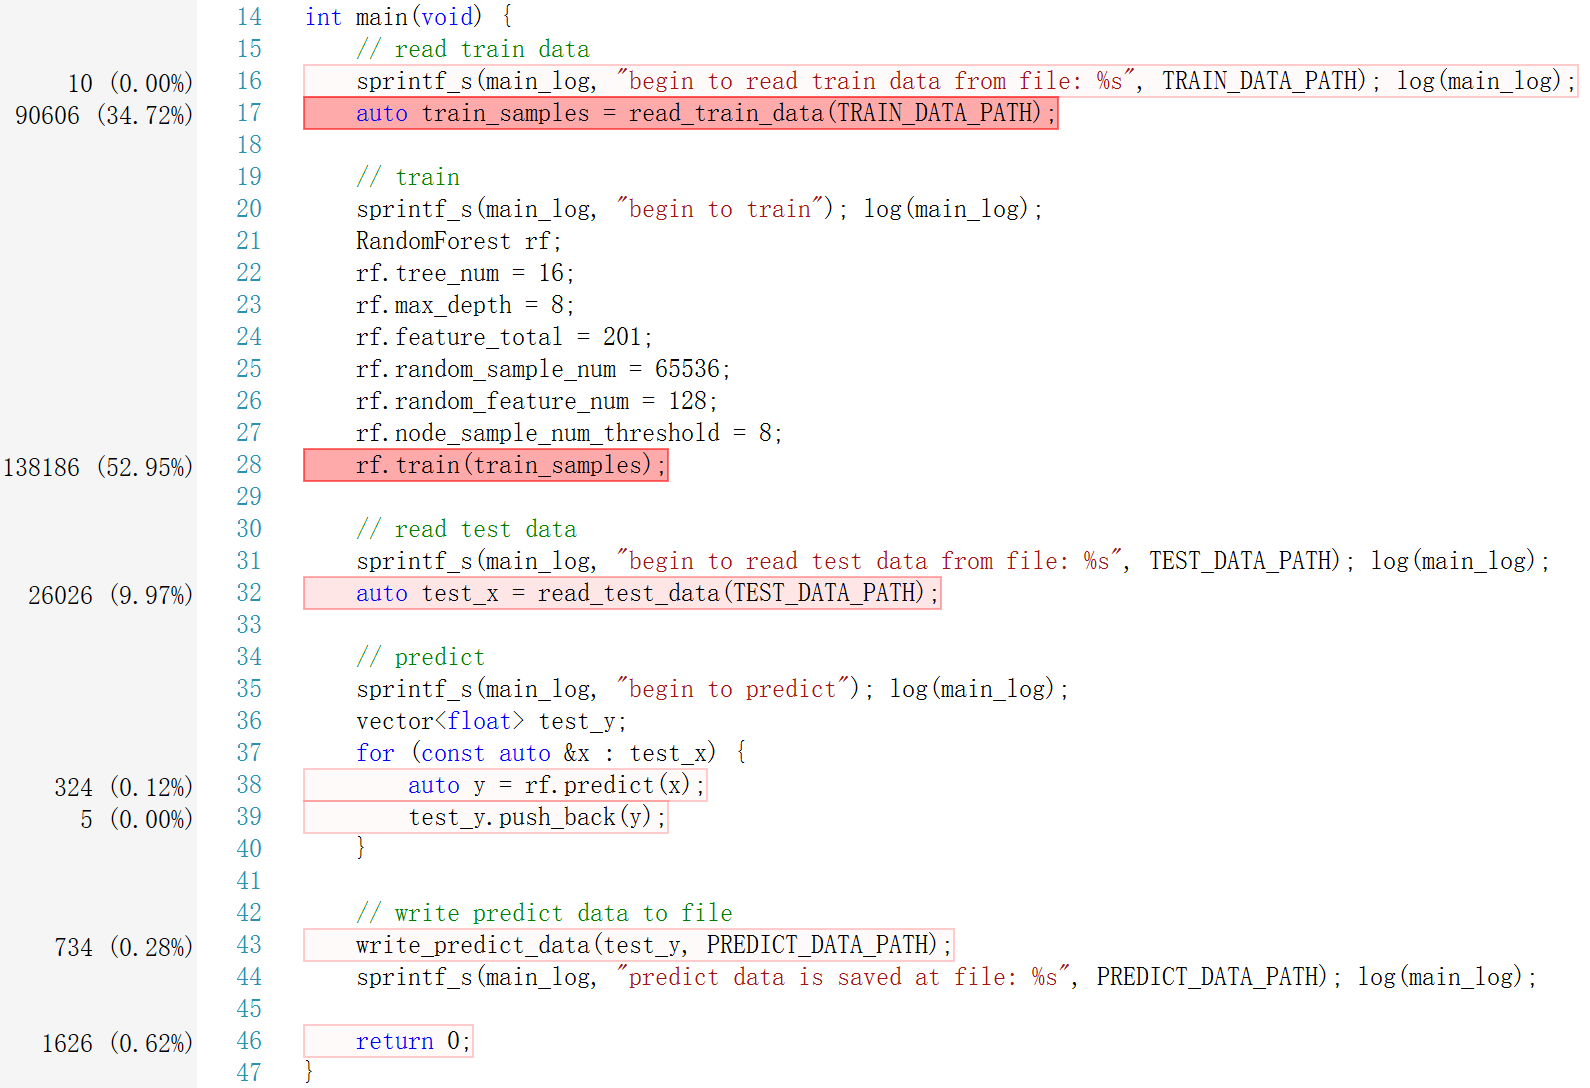 14 int main(void) {
15 // read train data
10 (0.00%) 16 sprintf_s(main_log, "begin to read train data from file: %s", TRAIN_DATA_PATH); log(main_log);
90606 (34.72%) 17 auto train_samples = read_train_data(TRAIN_DATA_PATH);
18
19 // train
20 sprintf_s(main_log, "begin to train"); log(main_log);
21 RandomForest rf;
22 rf.tree_num = 16;
23 rf.max_depth = 8;
24 rf.feature_total = 201;
25 rf.random_sample_num = 65536;
26 rf.random_feature_num = 128;
27 rf.node_sample_num_threshold = 8;
138186 (52.95%) 28 rf.train(train_samples);
29
30 // read test data
31 sprintf_s(main_log, "begin to read test data from file: %s", TEST_DATA_PATH); log(main_log);
26026 (9.97%) 32 auto test_x = read_test_data(TEST_DATA_PATH);
33
34 // predict
35 sprintf_s(main_log, "begin to predict"); log(main_log);
36 vector<float> test_y;
37 for (const auto &x : test_x) {
324 (0.12%) 38 auto y = rf.predict(x);
5 (0.00%) 39 test_y.push_back(y);
40 }
41
42 // write predict data to file
734 (0.28%) 43 write_predict_data(test_y, PREDICT_DATA_PATH);
44 sprintf_s(main_log, "predict data is saved at file: %s", PREDICT_DATA_PATH); log(main_log);
45
1626 (0.62%) 46 return 0;
47 }